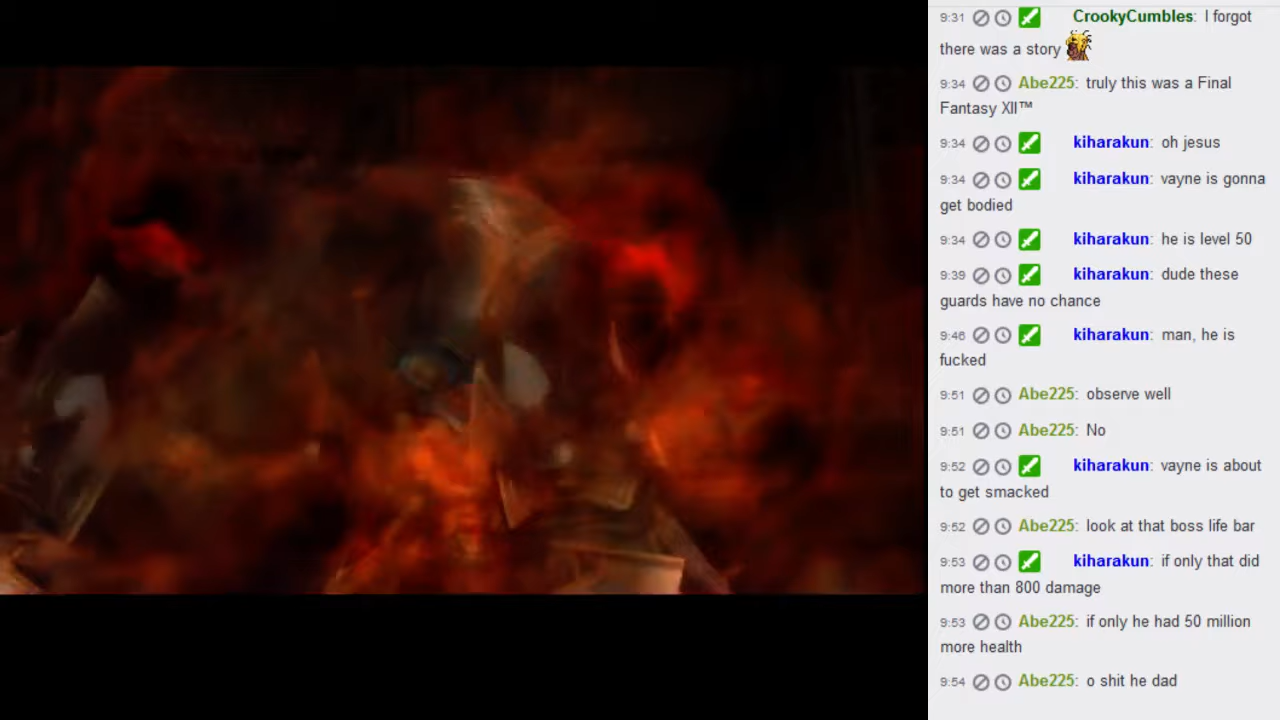 9:31 CrookyCumbles: I forgot
there was a story
9:34 Abe225: truly this was a Final
Fantasy XII™
9:34 kiharakun: oh jesus
9:34 kiharakun: vayne is gonna
get bodied
9:34 kiharakun: he is level 50
9:39 kiharakun: dude these
guards have no chance
9:46 kiharakun: man, he is
fucked
9:51 Abe225: observe well
9:51 Abe225: No
9:52 kiharakun: vayne is about
to get smacked
9:52 Abe225: look at that boss life bar
9:53 kiharakun: if only that did
more than 800 damage
9:53 Abe225: if only he had 50 million
more health
9:54 Abe225: o shit he dad